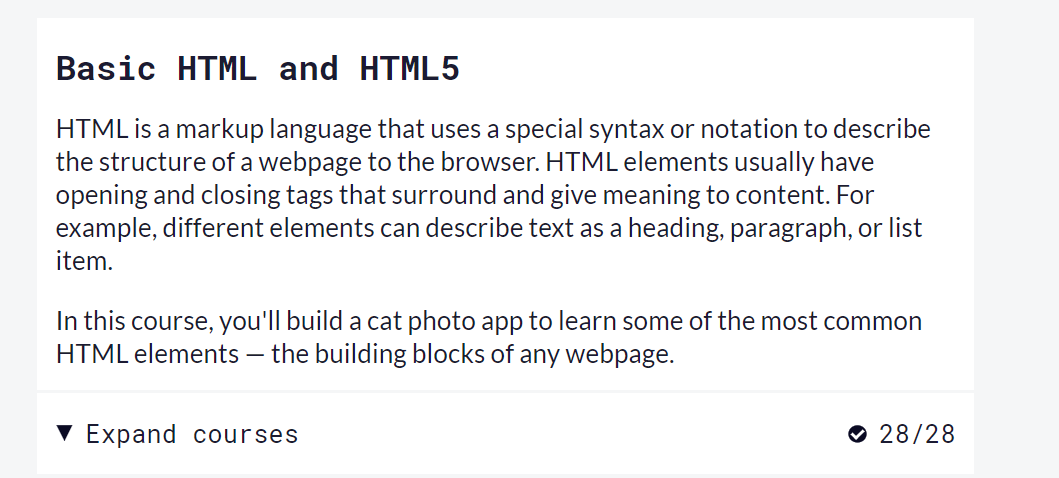 Basic HTML and HTML5
HTML is a markup language that uses a special syntax or notation to describe
the structure of a webpage to the browser. HTML elements usually have
opening and closing tags that surround and give meaning to content. For
example, different elements can describe text as a heading, paragraph, or list
item.
In this course, you'll build a cat photo app to learn some of the most common
HTML elements — the building blocks of any webpage.
Expand courses 28/28